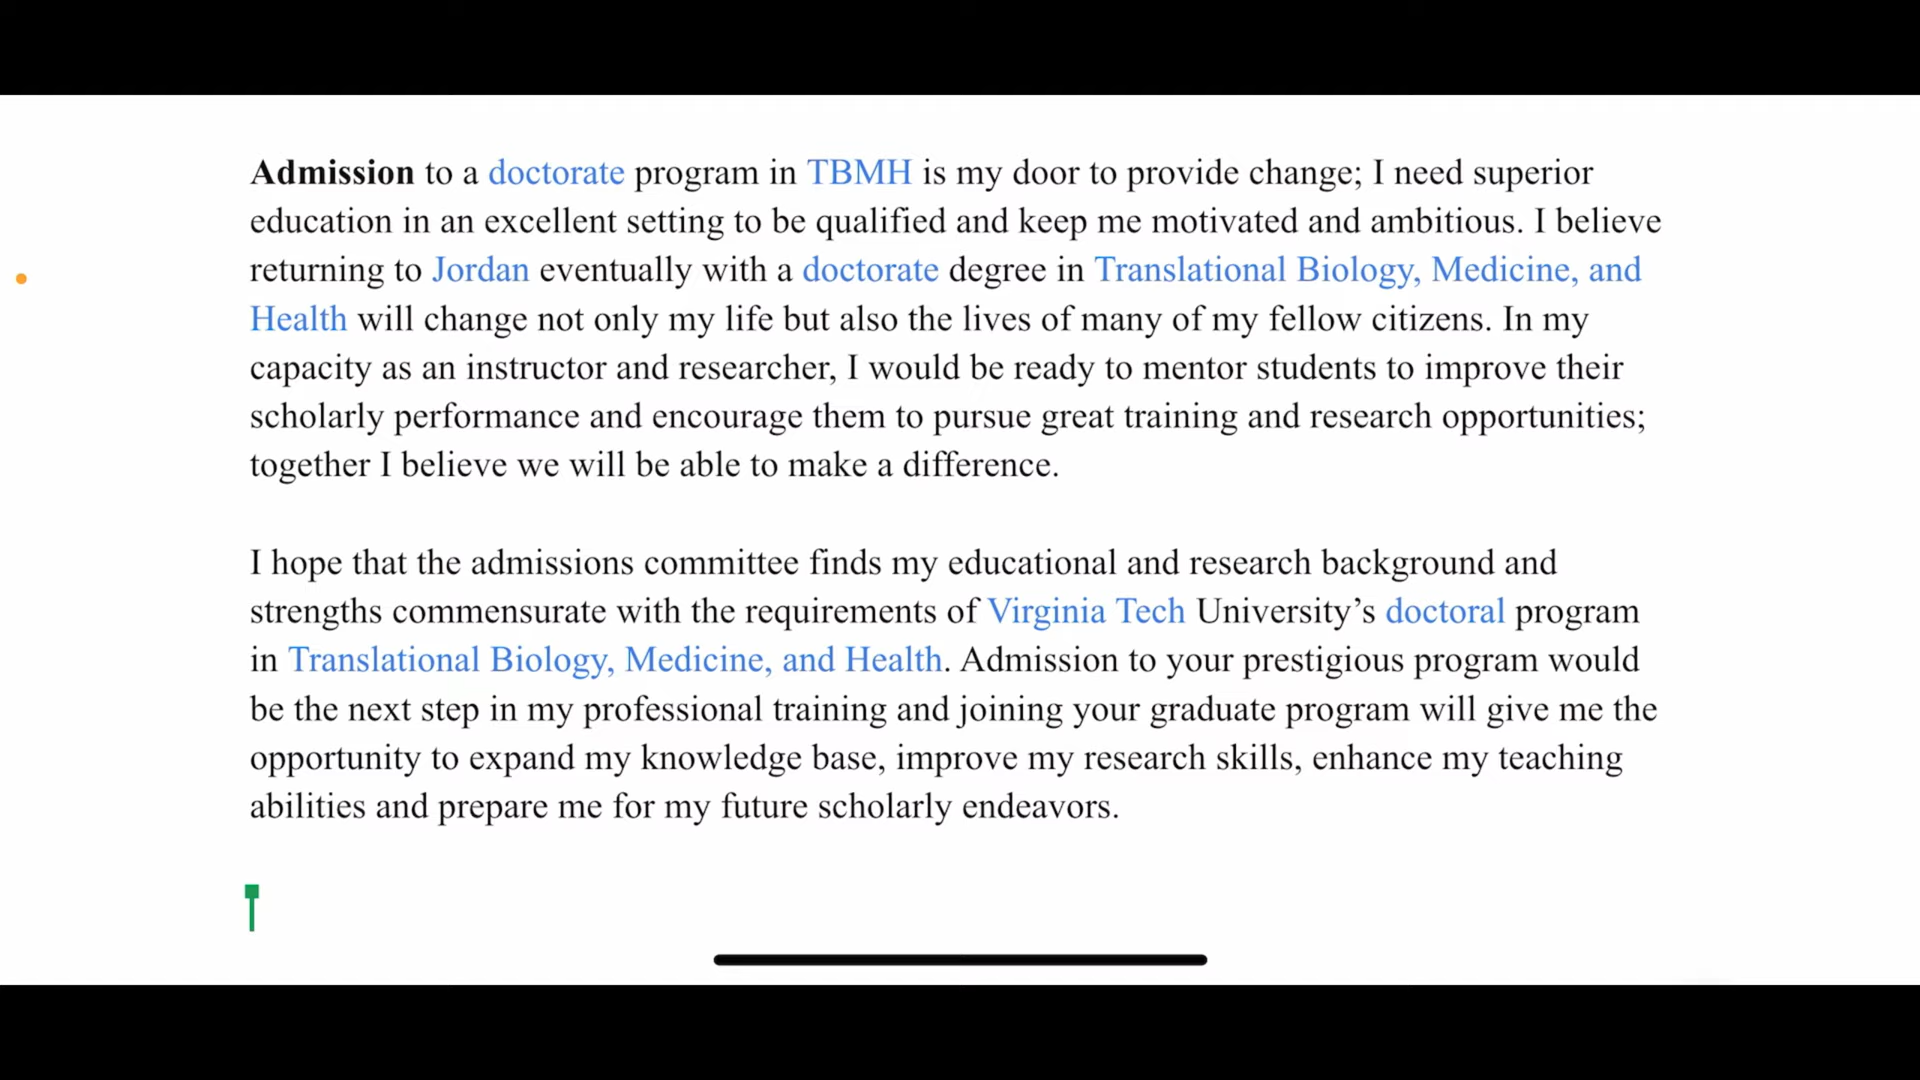 Admission to a doctorate program in TBMH is my door to provide change; I need superior
education in an excellent setting to be qualified and keep me motivated and ambitious. I believe
returning to Jordan eventually with a doctorate degree in Translational Biology, Medicine, and
Health will change not only my life but also the lives of many of my fellow citizens. In my
capacity as an instructor and researcher, I would be ready to mentor students to improve their
scholarly performance and encourage them to pursue great training and research opportunities;
together I believe we will be able to make a difference.
I hope that the admissions committee finds my educational and research background and
strengths commensurate with the requirements of Virginia Tech University’s doctoral program
in Translational Biology, Medicine, and Health. Admission to your prestigious program would
be the next step in my professional training and joining your graduate program will give me the
opportunity to expand my knowledge base, improve my research skills, enhance my teaching
abilities and prepare me for my future scholarly endeavors.